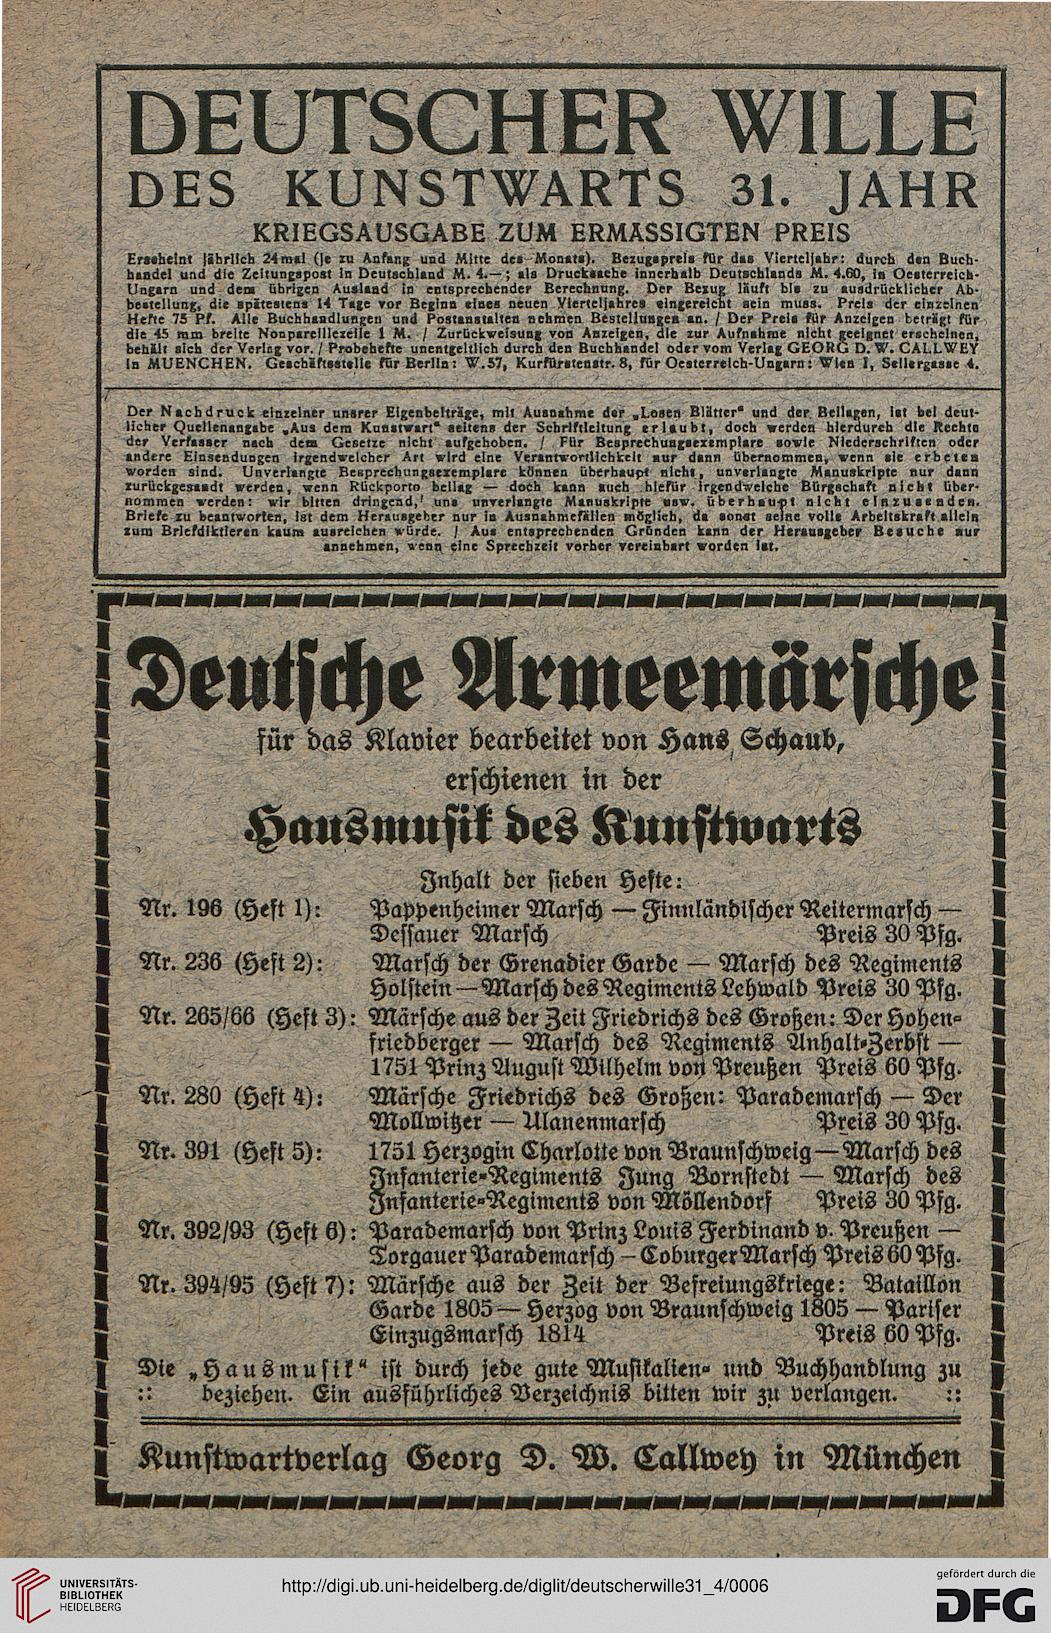 DEUTSCHER WILLE
DES KUNSTWARTS 31. JAHR
KRIEGSAUSGABE ZUM ERMASSIGTEN PREIS
Erscheint jährlich 24mal (je zu Anfang und Mitte des Monats). Bezugspreis für das Vierteljahr: durch den Buch-
handel und die Zeitungspost in Deutschland M. 4.—; als Drucksache innerhalb Deutschlands M. 4.60, in Oesterreich-
Ungarn und dem übrigen Ausland in entsprechender Berechnung. Der Bezug läuft bis zu ausdrücklicher Ab-
bestellung, die spätestens 14 Tage vor Beginn eines neuen Vierteljahres eingereicht sein muss. Preis der einzelnen
Hefte 75 Pf. Alle Buchhandlungen und Postanstalten nehmen Bestellungen an. / Der Preis für Anzeigen beträgt für
die 45 mm breite Nonpareillezeile 1 M. / Zurückweisung von Anzeigen, die zur Aufnahme nicht geeignet erscheinen,
behält sich der Verlag vor. / Probehefte unentgeltlich durch den Buchhandel oder vom Verlag GEORG D. W. CALLWEY
in MUENCHEN. Geschäftsstelle für Berlin: W. 57, Kurfürstenstr. 8, für Oesterreich-Ungarn: Wien I, Seilergasse 4.
Der Nachdruck einzelner unsrer Eigenbeiträge, mit Ausnahme der „Losen Blätter“ und der Beilagen, ist bei deut-
licher Quellenangabe „Aus dem Kunstwart“ seitens der Schriftleitung erlaubt, doch werden hierdurch die Rechte
der Verfasser nach dem Gesetze nicht aufgehoben. / Für Besprechungsexemplare sowie Niederschriften oder
andere Einsendungen irgendwelcher Art wird eine Verantwortlichkeit nur dann übernommen, wenn sie erbeten
worden sind. Unverlangte Besprechungsexemplare können überhaupt nicht, unverlangte Manuskripte nur dann
zurückgesandt werden, wenn Rückporto beilag — doch kann auch hiefür irgendwelche Bürgschaft nicht über-
nommen werden: wir bitten dringend, uns unverlangte Manuskripte usw. überhaupt nicht einzusenden.
Briefe zu beantworten, ist dem Herausgeber nur in Ausnahmefällen möglich, da sonst seine volle Arbeitskraft allein
zum Briefdiktieren kaum ausreichen würde. / Aus entsprechenden Gründen kann der Herausgeber Besuche nur
annehmen, wenn eine Sprechzeit vorher vereinbart worden ist.
Deutsche Armeemärsche
für das Klavier bearbeitet von Hans Schaub,
erschienen in der
Hausmusik des Kunstwarts
Inhalt der sieben Hefte:
Nr. 196 (Heft 1): Pappenheimer Marsch — Finnländischer Reitermarsch —
Dessauer Marsch Preis 30 Pfg.
Nr. 236 (Heft 2): Marsch der Grenadier Garde — Marsch des Regiments
Holstein — Marsch des Regiments Lehwald Preis 30 Pfg.
Nr. 265/66 (Heft 3): Märsche aus der Zeit Friedrichs des Großen: Der Hohen-
friedberger — Marsch des Regiments Anhalt-Zerbst —
1751 Prinz August Wilhelm von Preußen Preis 60 Pfg.
Nr. 280 (Heft 4): Märsche Friedrichs des Großen: Parademarsch — Der
Mollwitzer — Ulanenmarsch Preis 30 Pfg.
Nr. 391 (Heft 5): 1751 Herzogin Charlotte von Braunschweig — Marsch des
Infanterie-Regiments Jung Bornstedt — Marsch des
Infanterie-Regiments von Möllendorf Preis 30 Pfg.
Nr. 392/93 (Heft 6): Parademarsch von Prinz Louis Ferdinand v. Preußen —
Torgauer Parademarsch – Coburger Marsch Preis 60 Pfg.
Nr. 394/95 (Heft 7): Märsche aus der Zeit der Befreiungskriege: Bataillon
Garde 1805 — Herzog von Braunschweig 1805 — Pariser
Einzugsmarsch 1814 Preis 60 Pfg.
Die „Hausmusik“ ist durch jede gute Musikalien- und Buchhandlung zu
:: beziehen. Ein ausführliches Verzeichnis bitten wir zu verlangen. ::
Kunstwartverlag Georg D. W. Callwey in München
UNIVERSITÄTS-
BIBLIOTHEK
HEIDELBERG
http://digi.ub.uni-heidelberg.de/diglit/deutscherwille31_4/0006
gefördert durch die
DFG